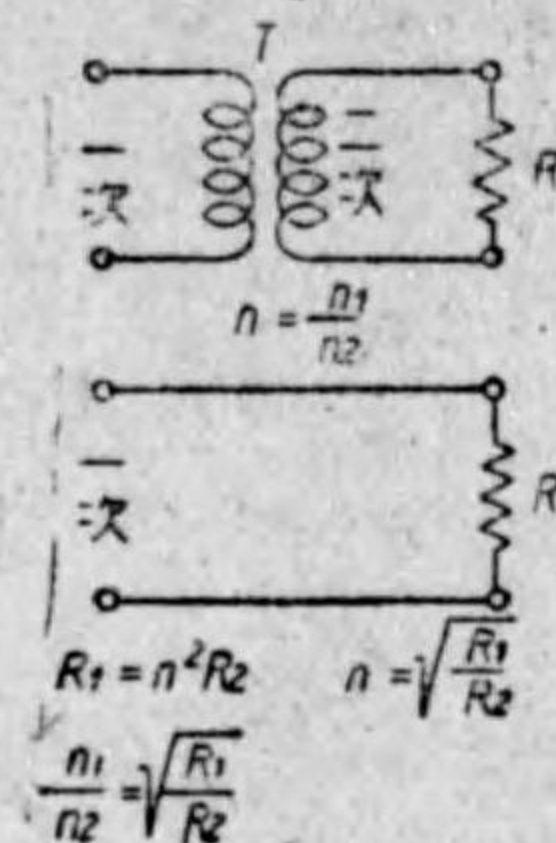 T
一次
二次
R
n = n1/n2
一次
R
R1 = n²R2
n = √(R1/R2)
n1/n2 = √(R1/R2)